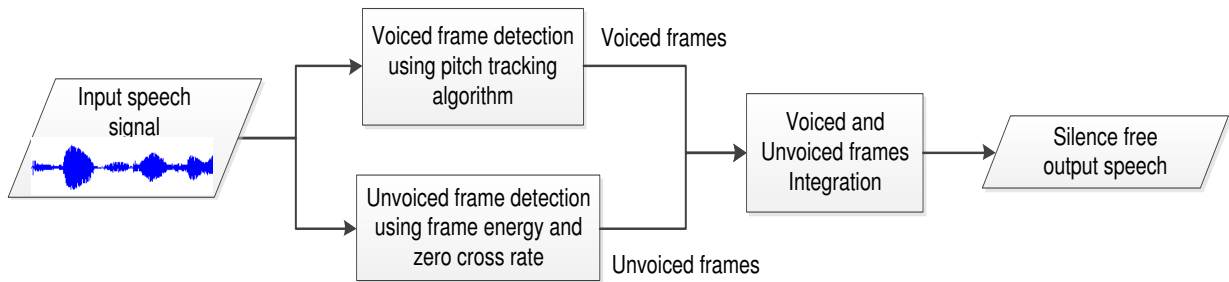 Input speech
signal
Voiced frame detection
using pitch tracking
algorithm
Voiced frames
Unvoiced frame detection
using frame energy and
zero cross rate
Unvoiced frames
Voiced and
Unvoiced frames
Integration
Silence free
output speech